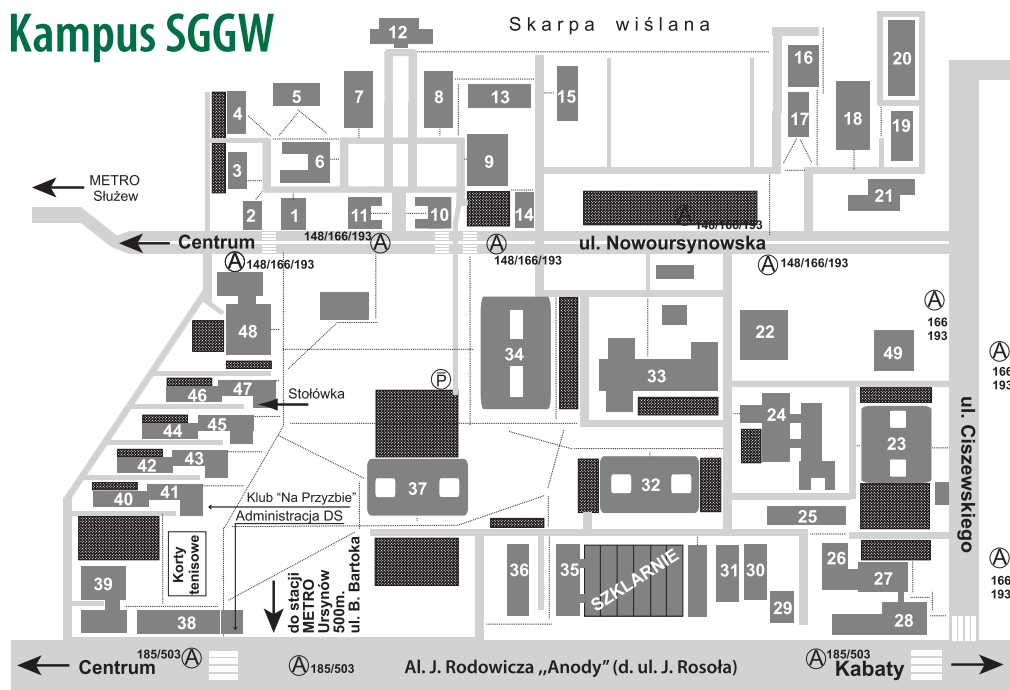 Kampus SGGW
Skarpa wiślana
12
16
20
5
7
8
13
15
4
17
18
19
6
9
3
21
METRO
Służew
2
1
11
10
14
148/166/193
Centrum
148/166/193
A
A
148/166/193
ul. Nowoursynowska
A
A
148/166/193
A
148/166/193
A
166
193
48
34
22
49
A
166
193
33
P
46
47
Stołówka
24
44
45
23
ul. Ciszewskiego
42
43
37
32
40
41
Klub "Na Przyzbie"
Administracja DS
25
Korty
tenisowe
do stacji
METRO
Ursynów
500m.
ul. B. Bartoka
36
35
SZKLARNIE
31
30
26
27
A
166
193
39
29
38
28
185/503
A
Centrum
A
185/503
Al. J. Rodowicza ,,Anody" (d. ul. J. Rosoła)
A
185/503
Kabaty